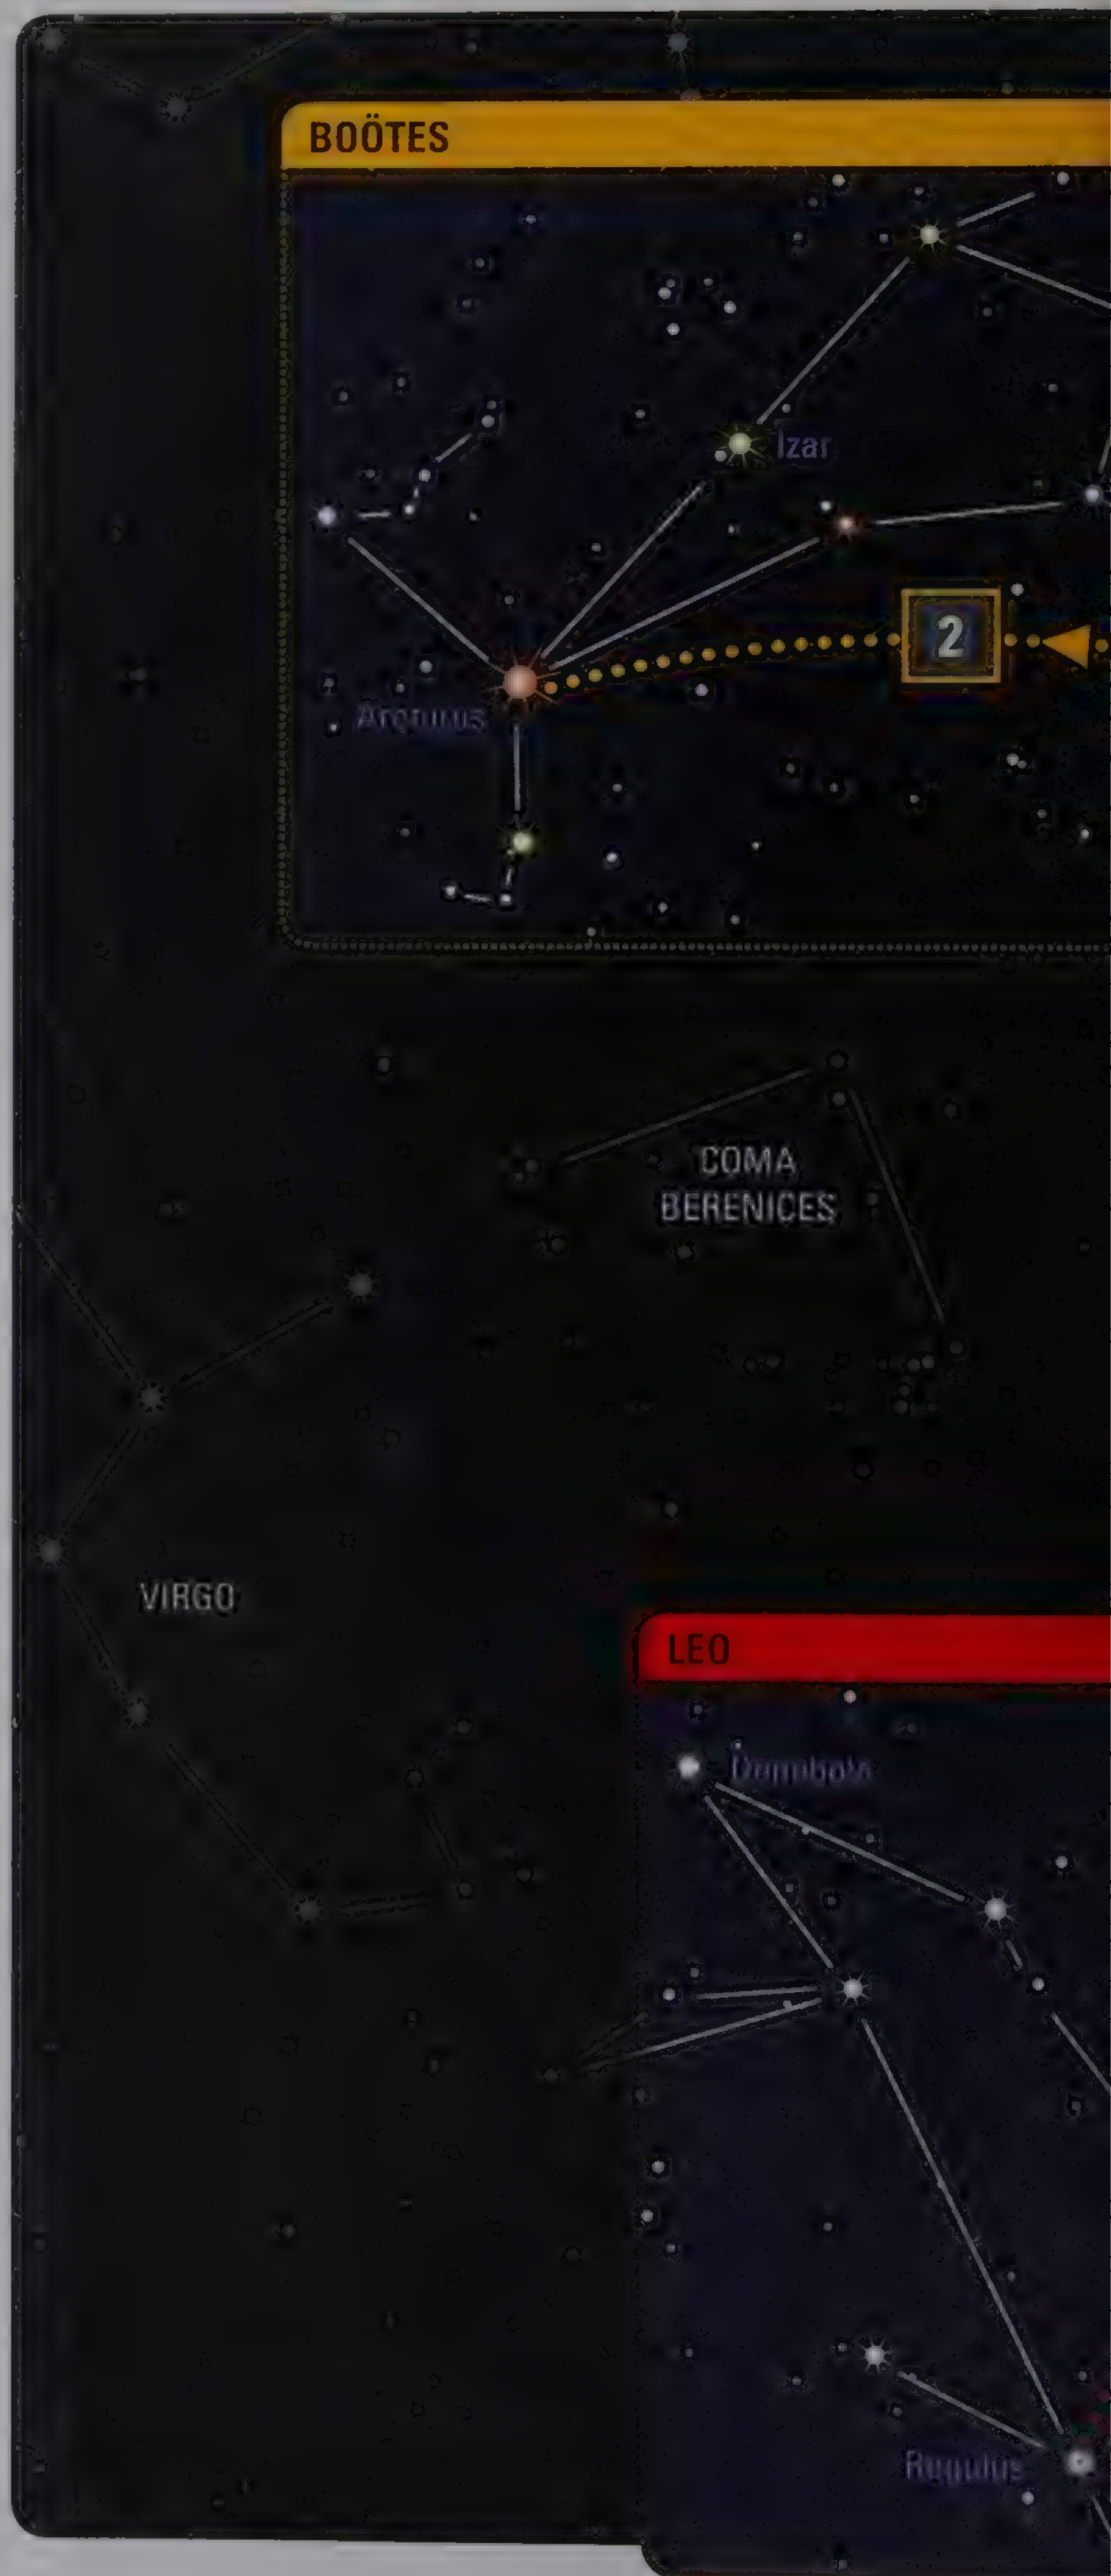 BOÖTES
Izar
2
Arcturus
COMA
BERENICES
VIRGO
LEO
Denebola
Regulus